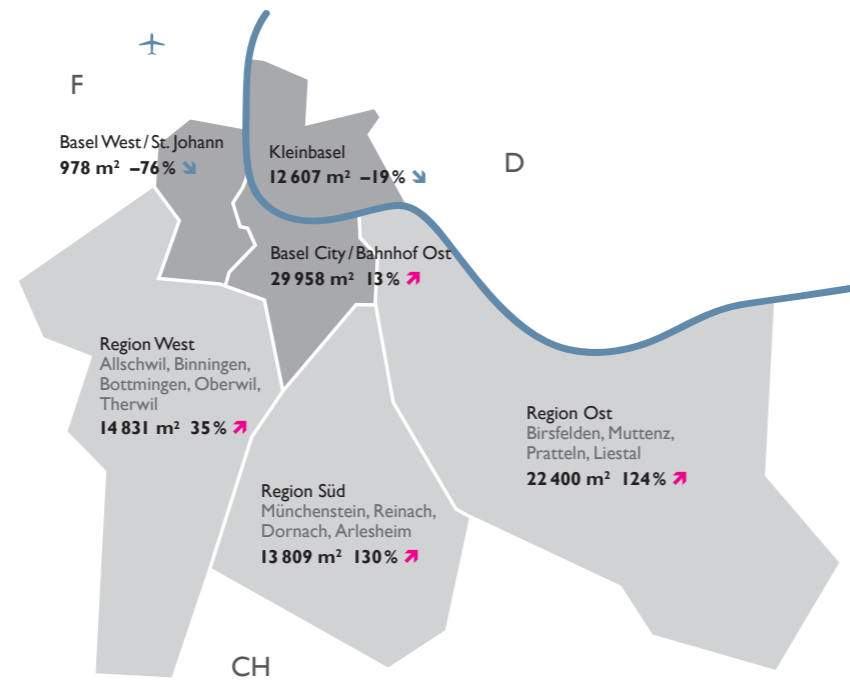 F
Basel West / St. Johann
978 m² –76 %
Kleinbasel
12 607 m² –19 %
D
Basel City / Bahnhof Ost
29 958 m² 13 %
Region West
Allschwil, Binningen,
Bottmingen, Oberwil,
Therwil
14 831 m² 35 %
Region Ost
Birsfelden, Muttenz,
Pratteln, Liestal
22 400 m² 124 %
Region Süd
Münchenstein, Reinach,
Dornach, Arlesheim
13 809 m² 130 %
CH